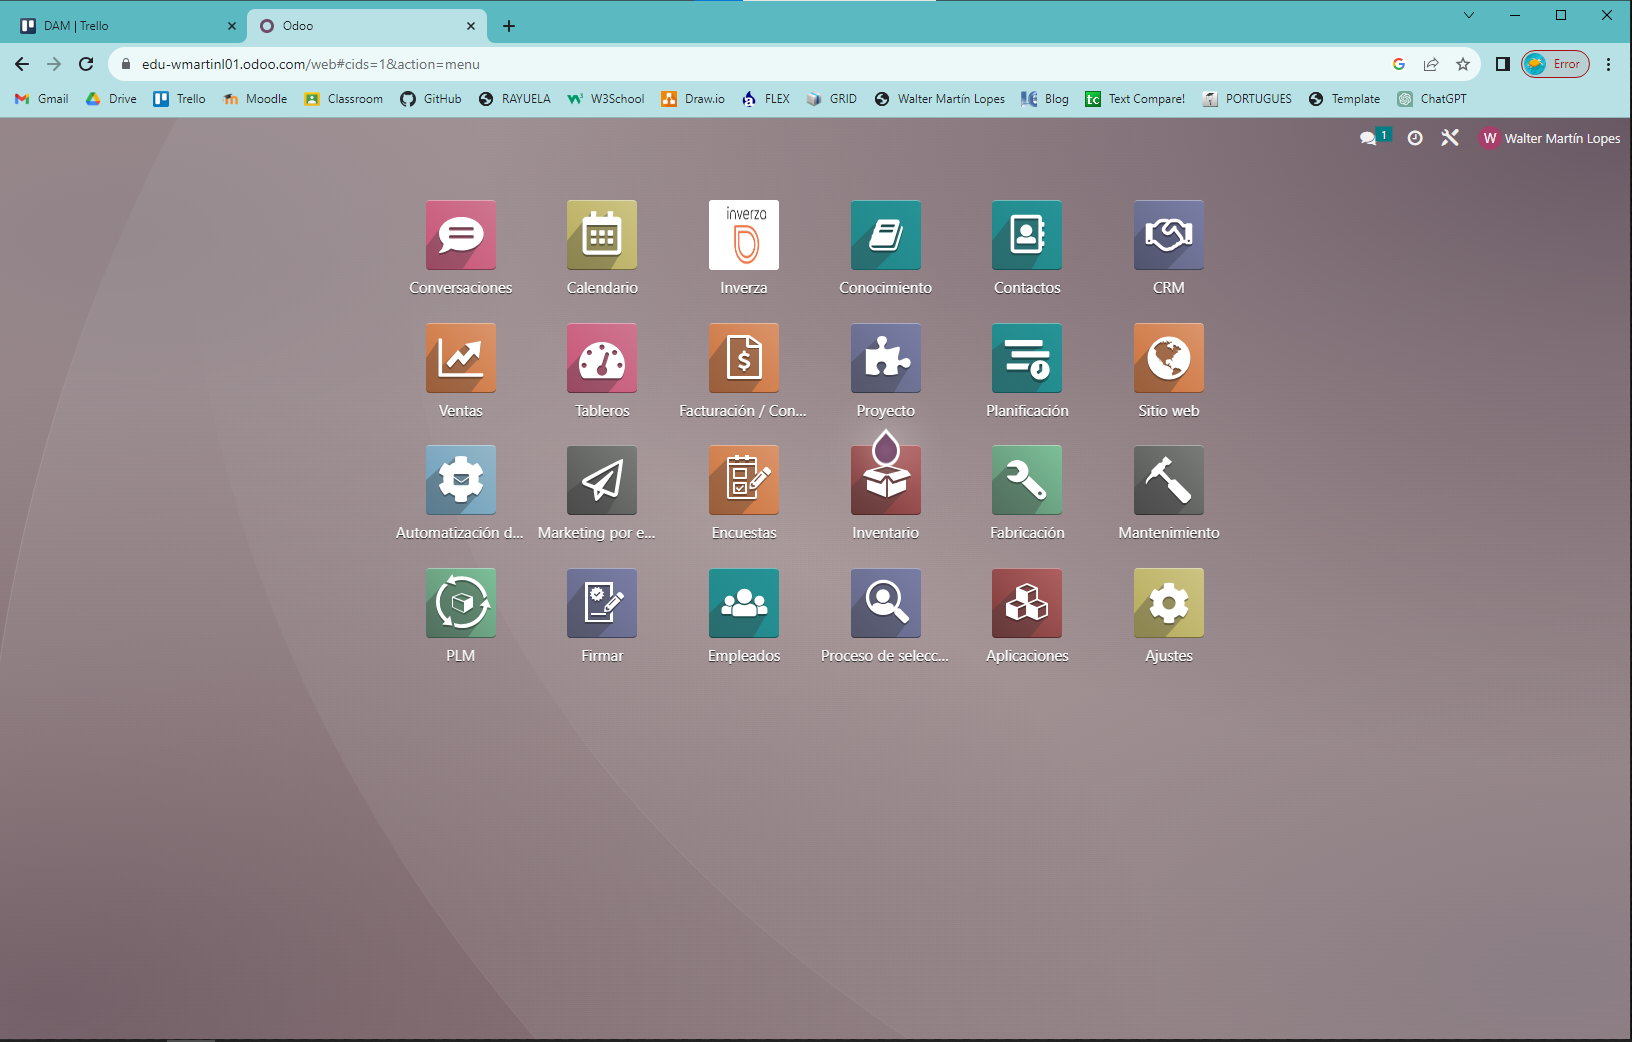 DAM | Trello
Odoo
edu-wmartinl01.odoo.com/web#cids=1&action=menu
Error
Gmail Drive Trello Moodle Classroom GitHub RAYUELA W3School Draw.io FLEX GRID Walter Martín Lopes Blog tc Text Compare! PORTUGUES Template ChatGPT
1 W Walter Martín Lopes
inverza
Conversaciones Calendario Inverza Conocimiento Contactos CRM
Ventas Tableros Facturación / Con... Proyecto Planificación Sitio web
Automatización d... Marketing por e... Encuestas Inventario Fabricación Mantenimiento
PLM Firmar Empleados Proceso de selecc... Aplicaciones Ajustes